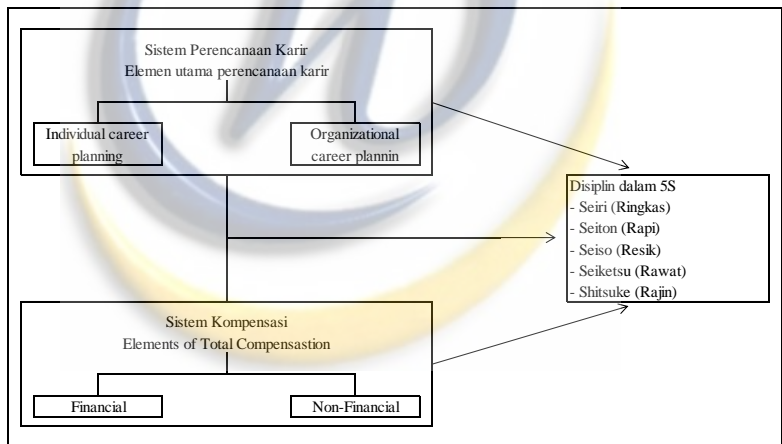 Sistem Perencanaan Karir
Elemen utama perencanaan karir
Individual career
planning
Organizational
career plannin
Disiplin dalam 5S
- Seiri (Ringkas)
- Seiton (Rapi)
- Seiso (Resik)
- Seiketsu (Rawat)
- Shitsuke (Rajin)
Sistem Kompensasi
Elements of Total Compensastion
Financial
Non-Financial